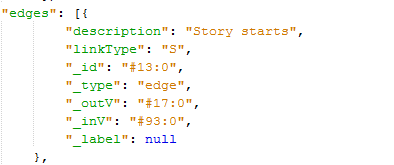 "edges": [{
"description": "Story starts",
"linkType": "S",
"_id": "#13:0",
"_type": "edge",
"_outV": "#17:0",
"_inV": "#93:0",
"_label": null
},